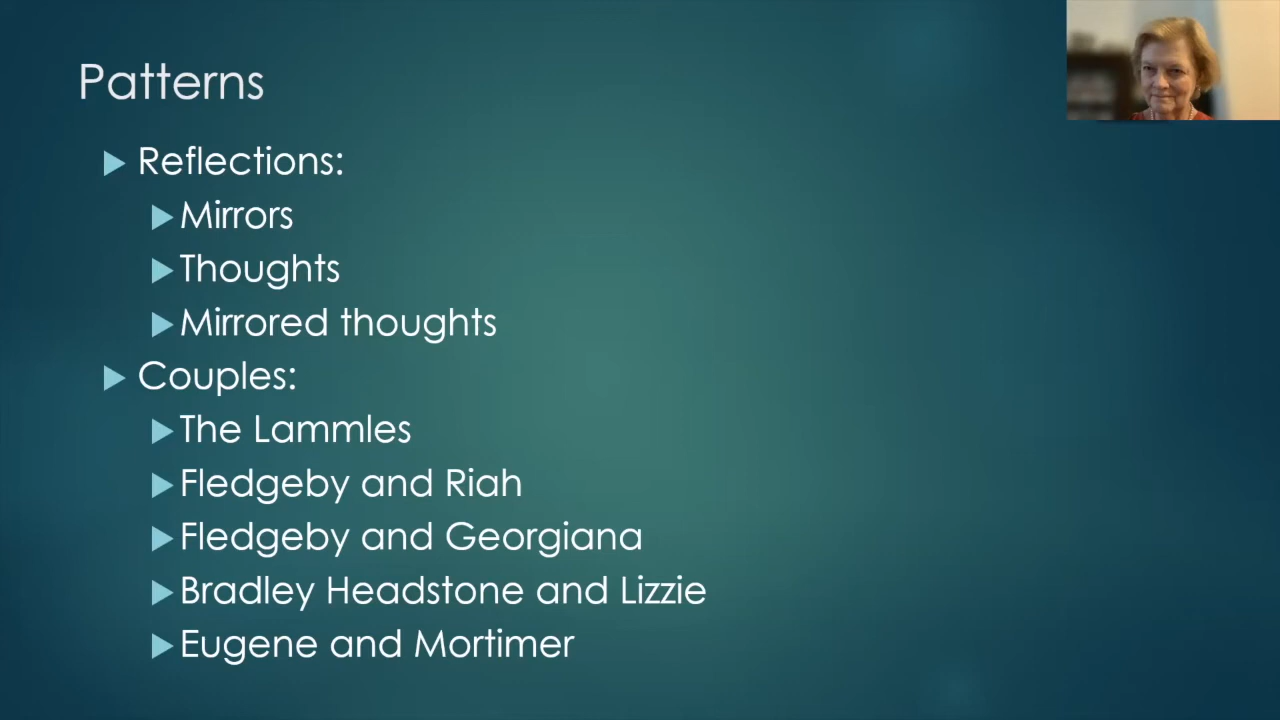 Patterns
Reflections:
Mirrors
Thoughts
Mirrored thoughts
Couples:
The Lammles
Fledgeby and Riah
Fledgeby and Georgiana
Bradley Headstone and Lizzie
Eugene and Mortimer